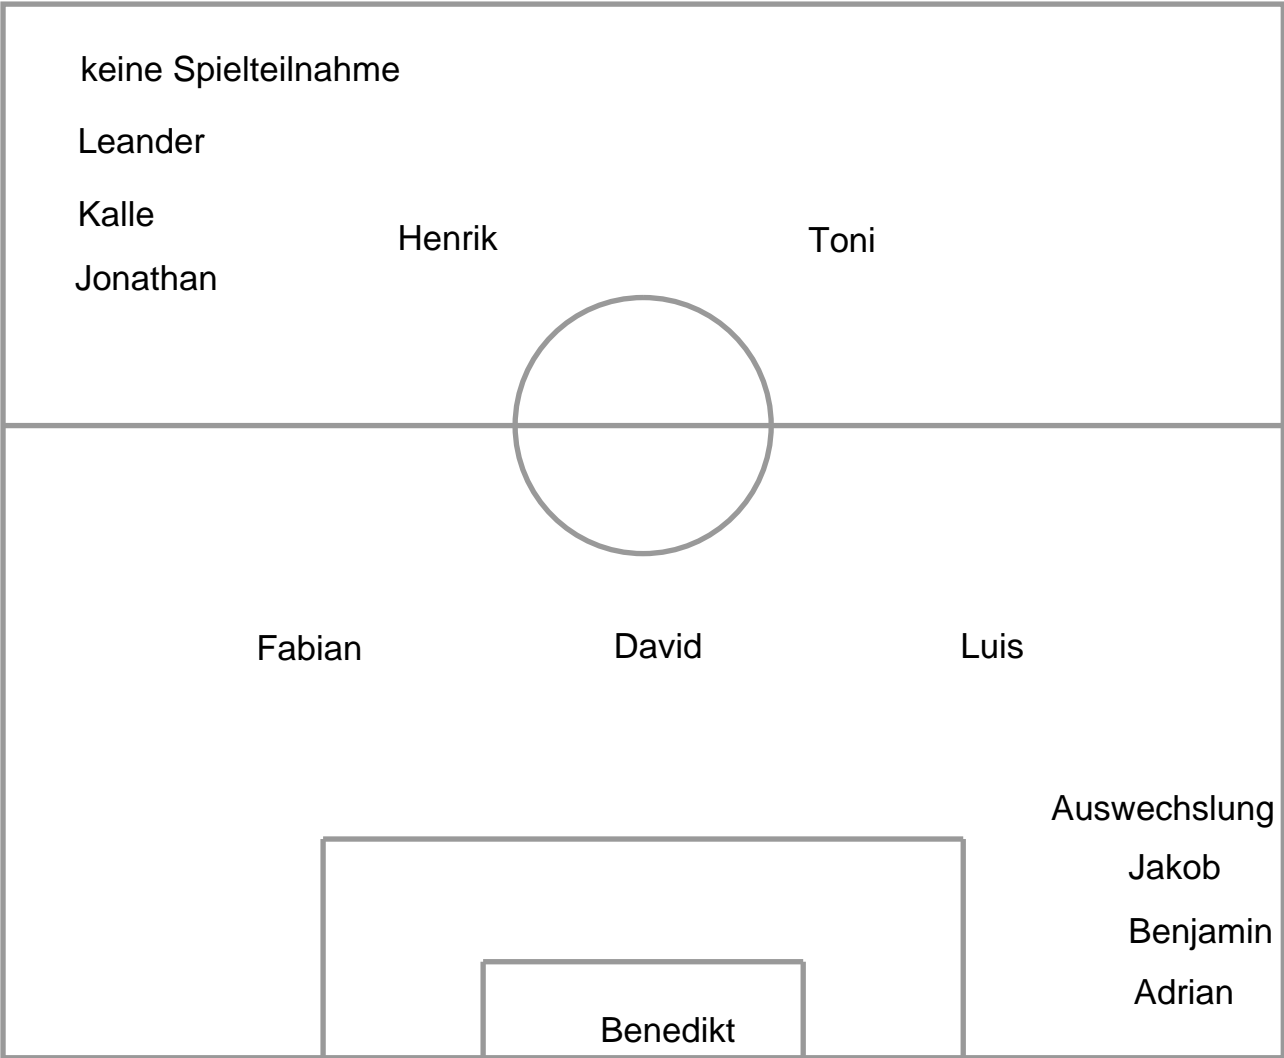 keine Spielteilnahme
Leander
Kalle
Jonathan
Henrik
Toni
Fabian
David
Luis
Auswechslung
Jakob
Benjamin
Adrian
Benedikt